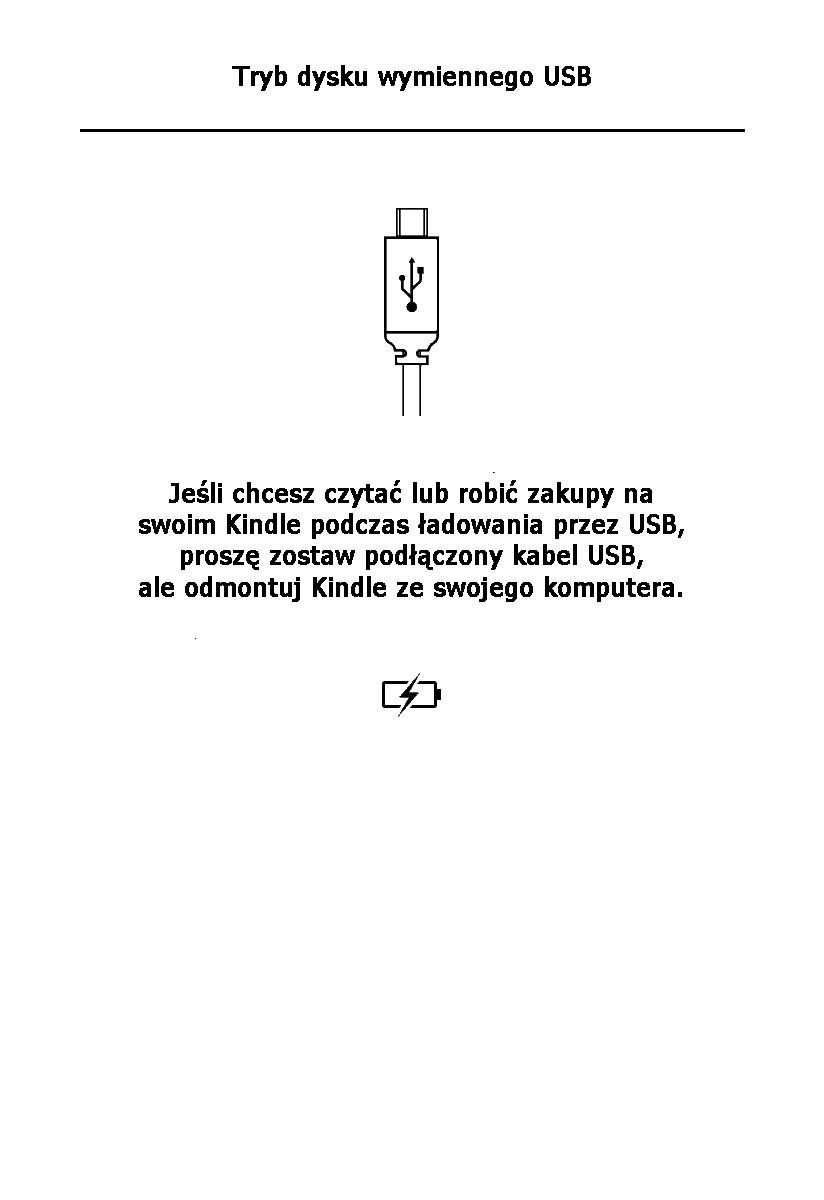 Tryb dysku wymiennego USB
Jeśli chcesz czytać lub robić zakupy na
swoim Kindle podczas ładowania przez USB,
proszę zostaw podłączony kabel USB,
ale odmontuj Kindle ze swojego komputera.